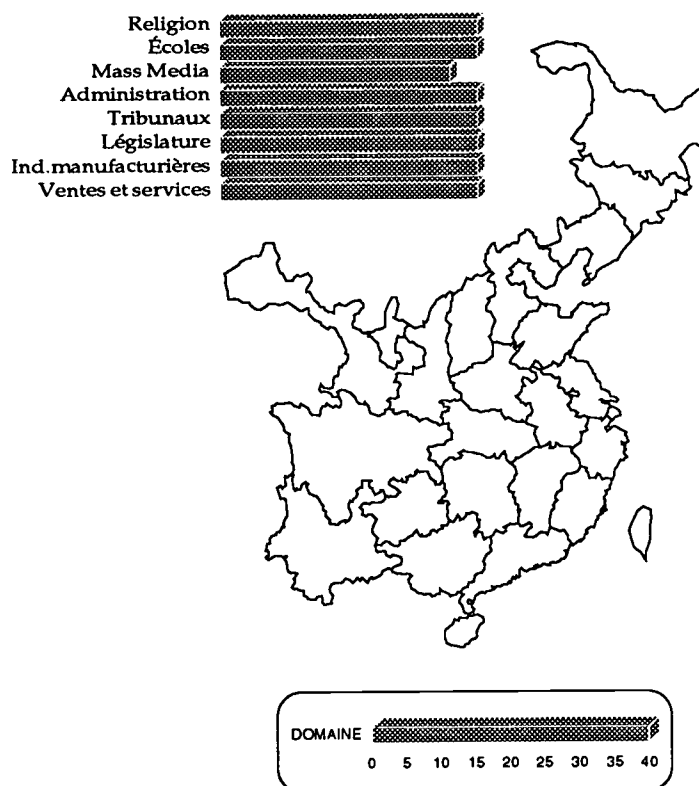 Religion
Écoles
Mass Media
Administration
Tribunaux
Législature
Ind.manufacturières
Ventes et services
DOMAINE
0 5 10 15 20 25 30 35 40